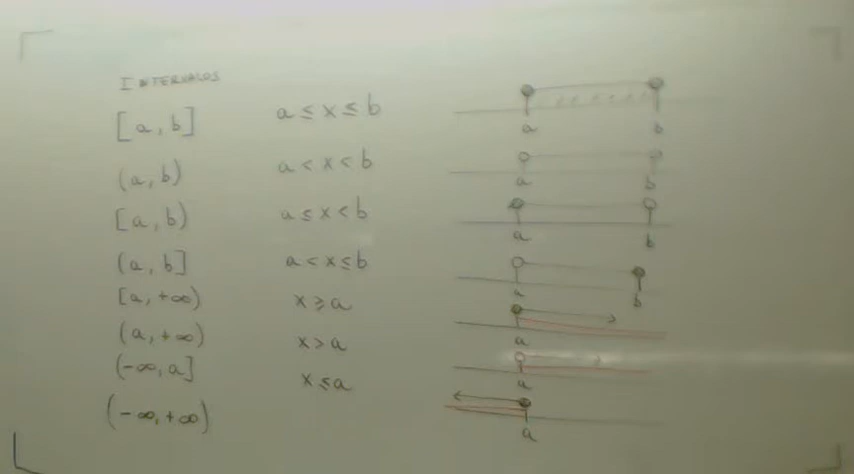 INTERVALOS
[a, b] a ≤ x ≤ b a b
(a, b) a < x < b a b
[a, b) a ≤ x < b a b
(a, b] a < x ≤ b a b
[a, +∞) x ≥ a a
(a, +∞) x > a a
(-∞, a] x ≤ a a
(-∞, +∞)